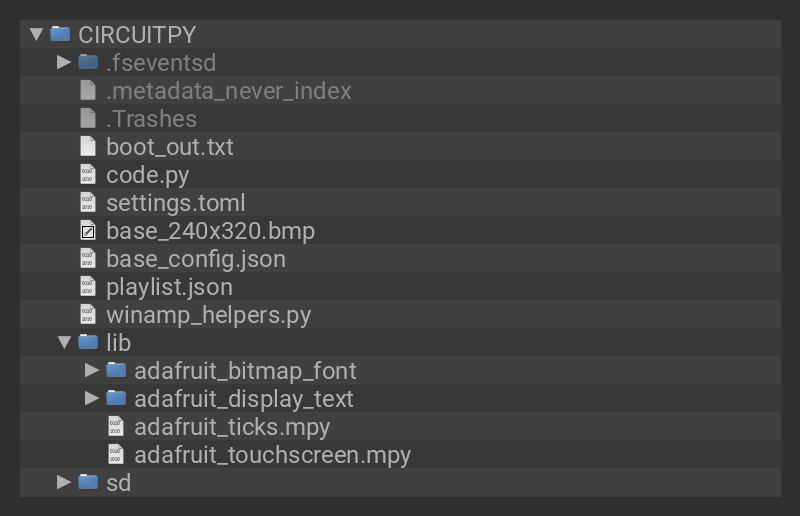 CIRCUITPY
.fseventsd
.metadata_never_index
.Trashes
boot_out.txt
code.py
settings.toml
base_240x320.bmp
base_config.json
playlist.json
winamp_helpers.py
lib
adafruit_bitmap_font
adafruit_display_text
adafruit_ticks.mpy
adafruit_touchscreen.mpy
sd